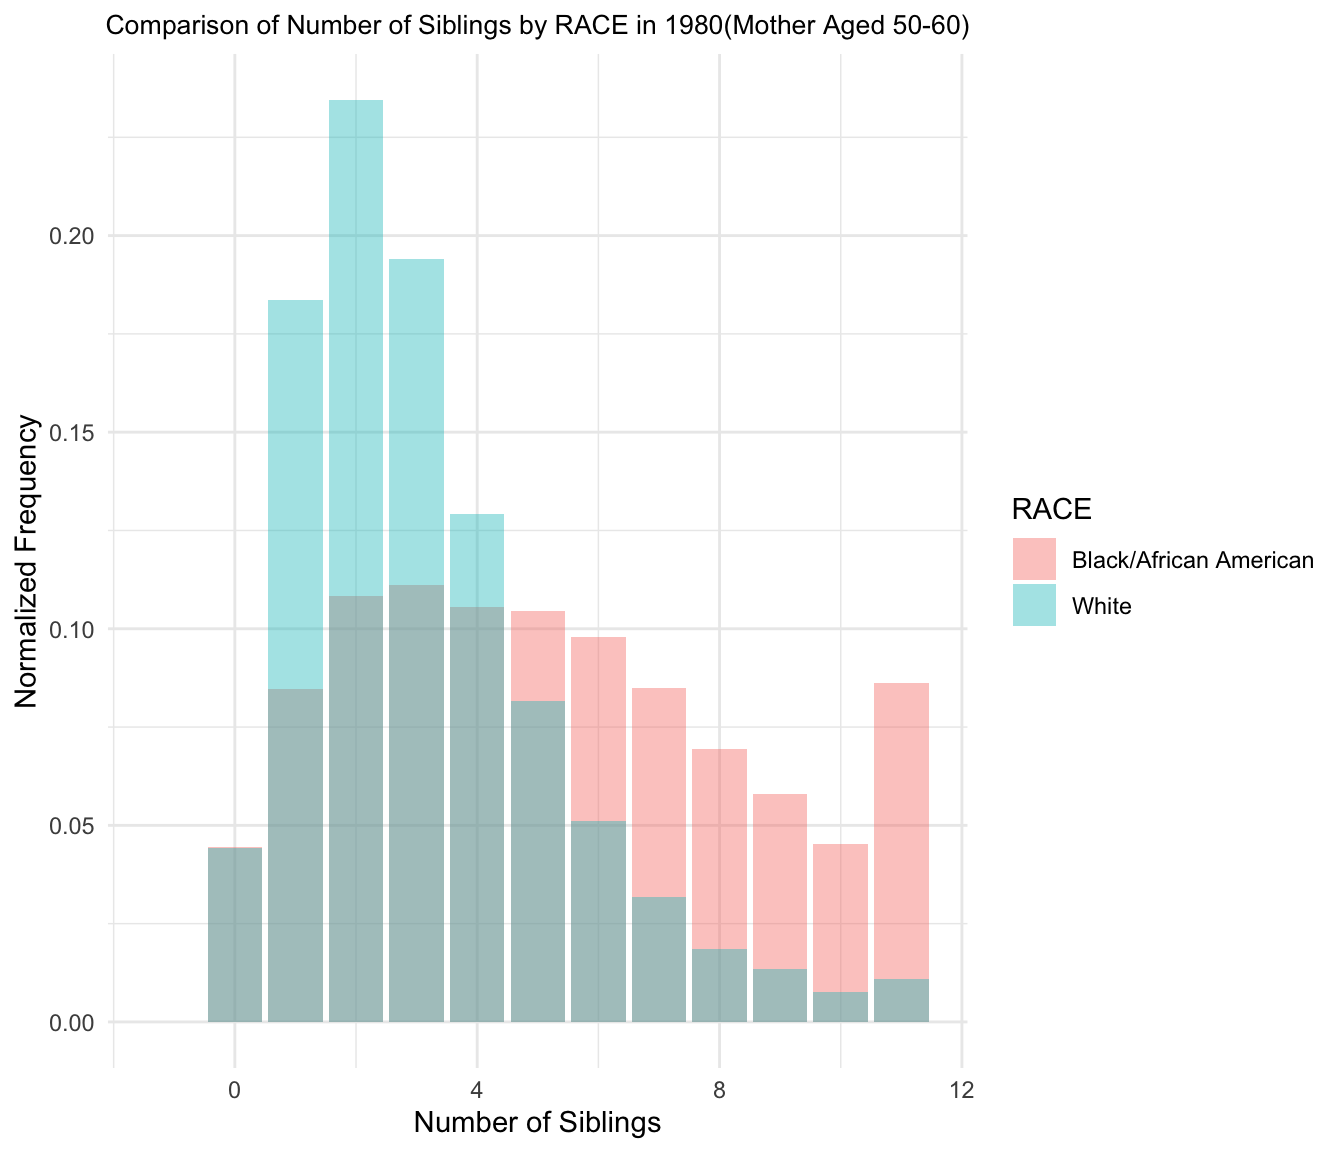 Comparison of Number of Siblings by RACE in 1980(Mother Aged 50-60)
Normalized Frequency
0.20
0.15
0.10
0.05
0.00
0 4 8 12
Number of Siblings
RACE
Black/African American
White